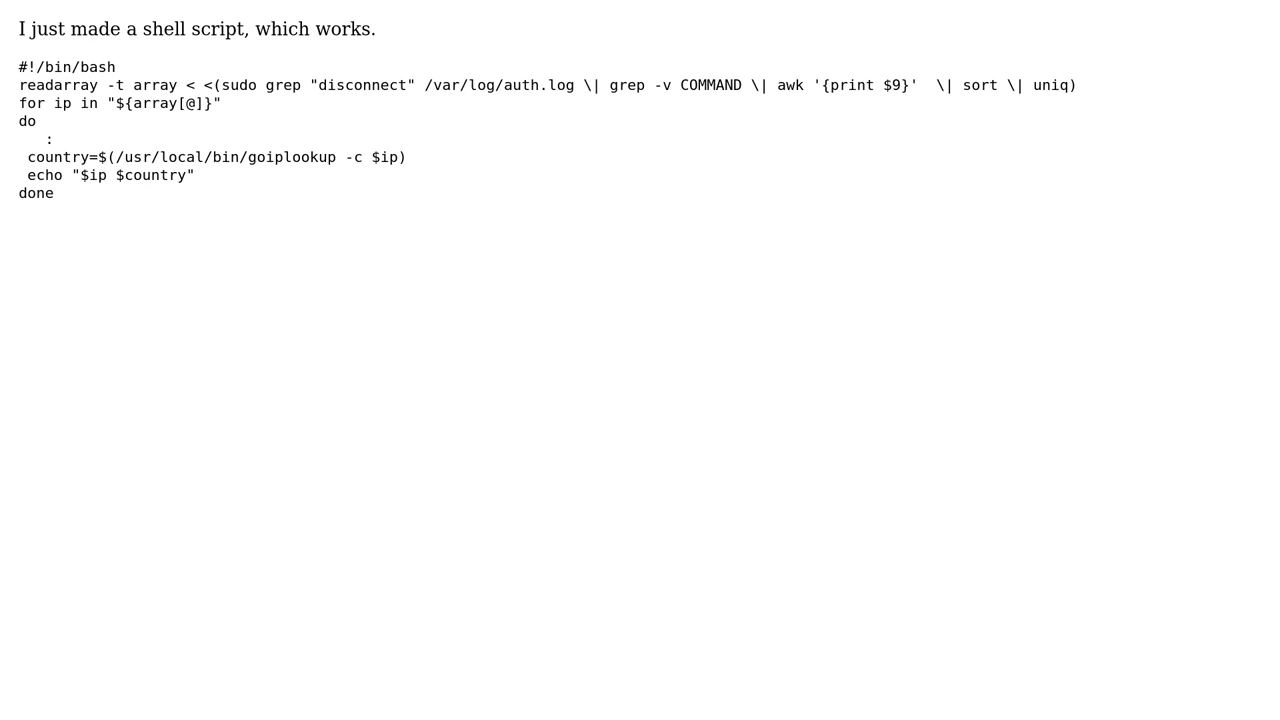 I just made a shell script, which works.
#!/bin/bash
readarray -t array < <(sudo grep "disconnect" /var/log/auth.log \| grep -v COMMAND \| awk '{print $9}'  \| sort \| uniq)
for ip in "${array[@]}"
do
   :
 country=$(/usr/local/bin/goiplookup -c $ip)
 echo "$ip $country"
done